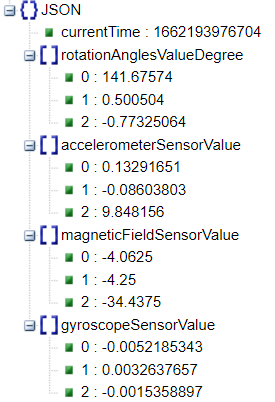 JSON
currentTime : 1662193976704
rotationAnglesValueDegree
0 : 141.67574
1 : 0.500504
2 : -0.77325064
accelerometerSensorValue
0 : 0.13291651
1 : -0.08603803
2 : 9.848156
magneticFieldSensorValue
0 : -4.0625
1 : -4.25
2 : -34.4375
gyroscopeSensorValue
0 : -0.0052185343
1 : 0.0032637657
2 : -0.0015358897